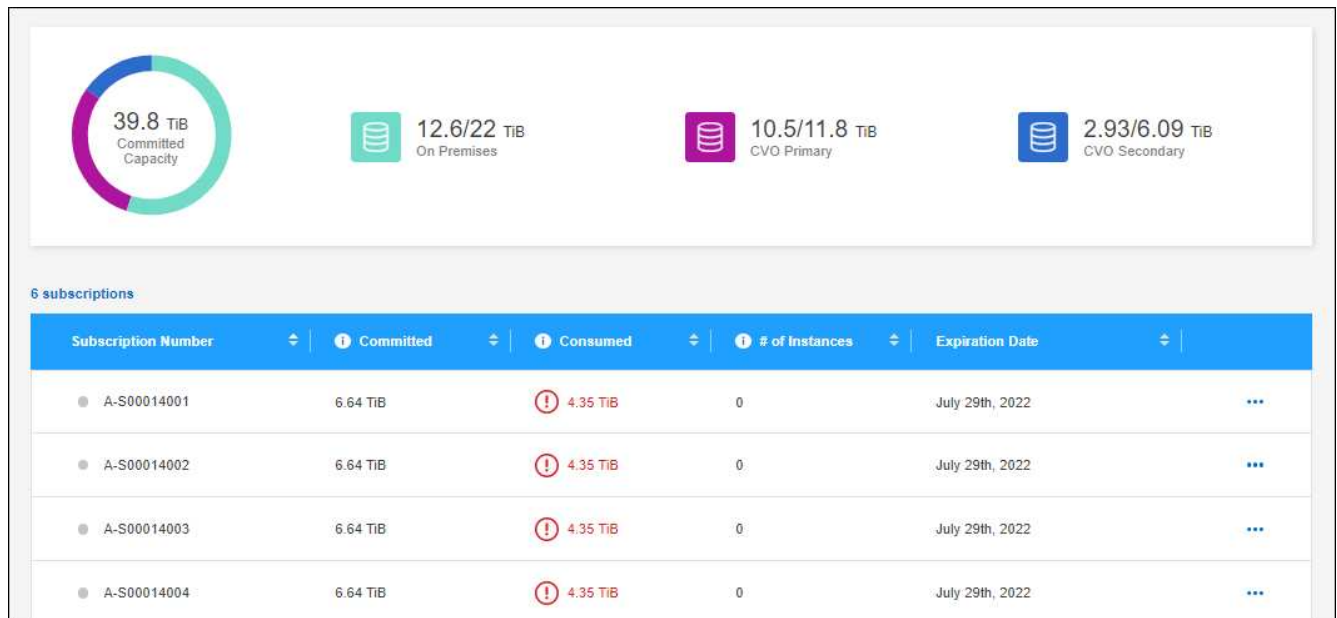 39.8 TiB
Committed
Capacity
12.6/22 TiB
On Premises
10.5/11.8 TiB
CVO Primary
2.93/6.09 TiB
CVO Secondary
6 subscriptions
Subscription Number Committed Consumed # of Instances Expiration Date
A-S00014001 6.64 TiB 4.35 TiB 0 July 29th, 2022
A-S00014002 6.64 TiB 4.35 TiB 0 July 29th, 2022
A-S00014003 6.64 TiB 4.35 TiB 0 July 29th, 2022
A-S00014004 6.64 TiB 4.35 TiB 0 July 29th, 2022